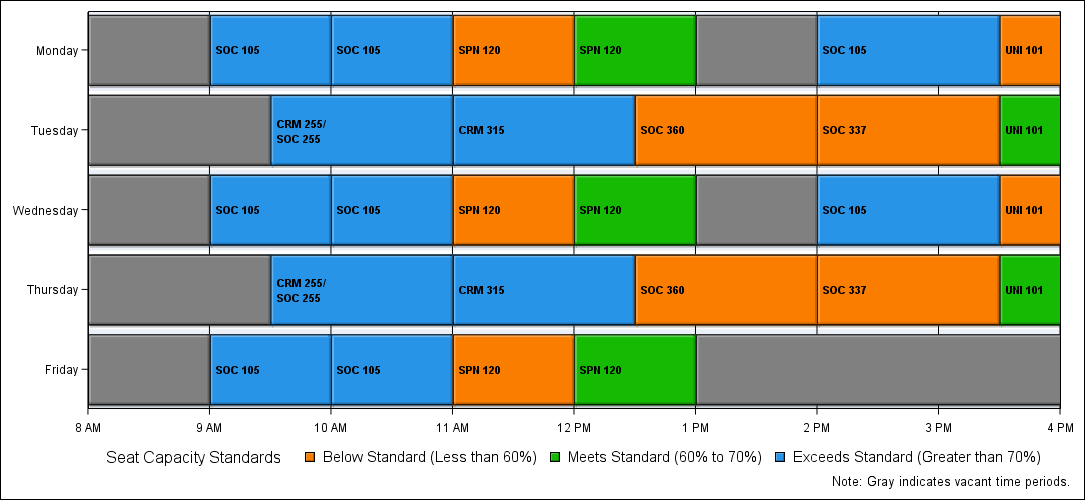 Monday
SOC 105
SOC 105
SPN 120
SPN 120
SOC 105
UNI 101
Tuesday
CRM 255/
SOC 255
CRM 315
SOC 360
SOC 337
UNI 101
Wednesday
SOC 105
SOC 105
SPN 120
SPN 120
SOC 105
UNI 101
Thursday
CRM 255/
SOC 255
CRM 315
SOC 360
SOC 337
UNI 101
Friday
SOC 105
SOC 105
SPN 120
SPN 120
8 AM 9 AM 10 AM 11 AM 12 PM 1 PM 2 PM 3 PM 4 PM
Seat Capacity Standards Below Standard (Less than 60%) Meets Standard (60% to 70%) Exceeds Standard (Greater than 70%)
Note: Gray indicates vacant time periods.